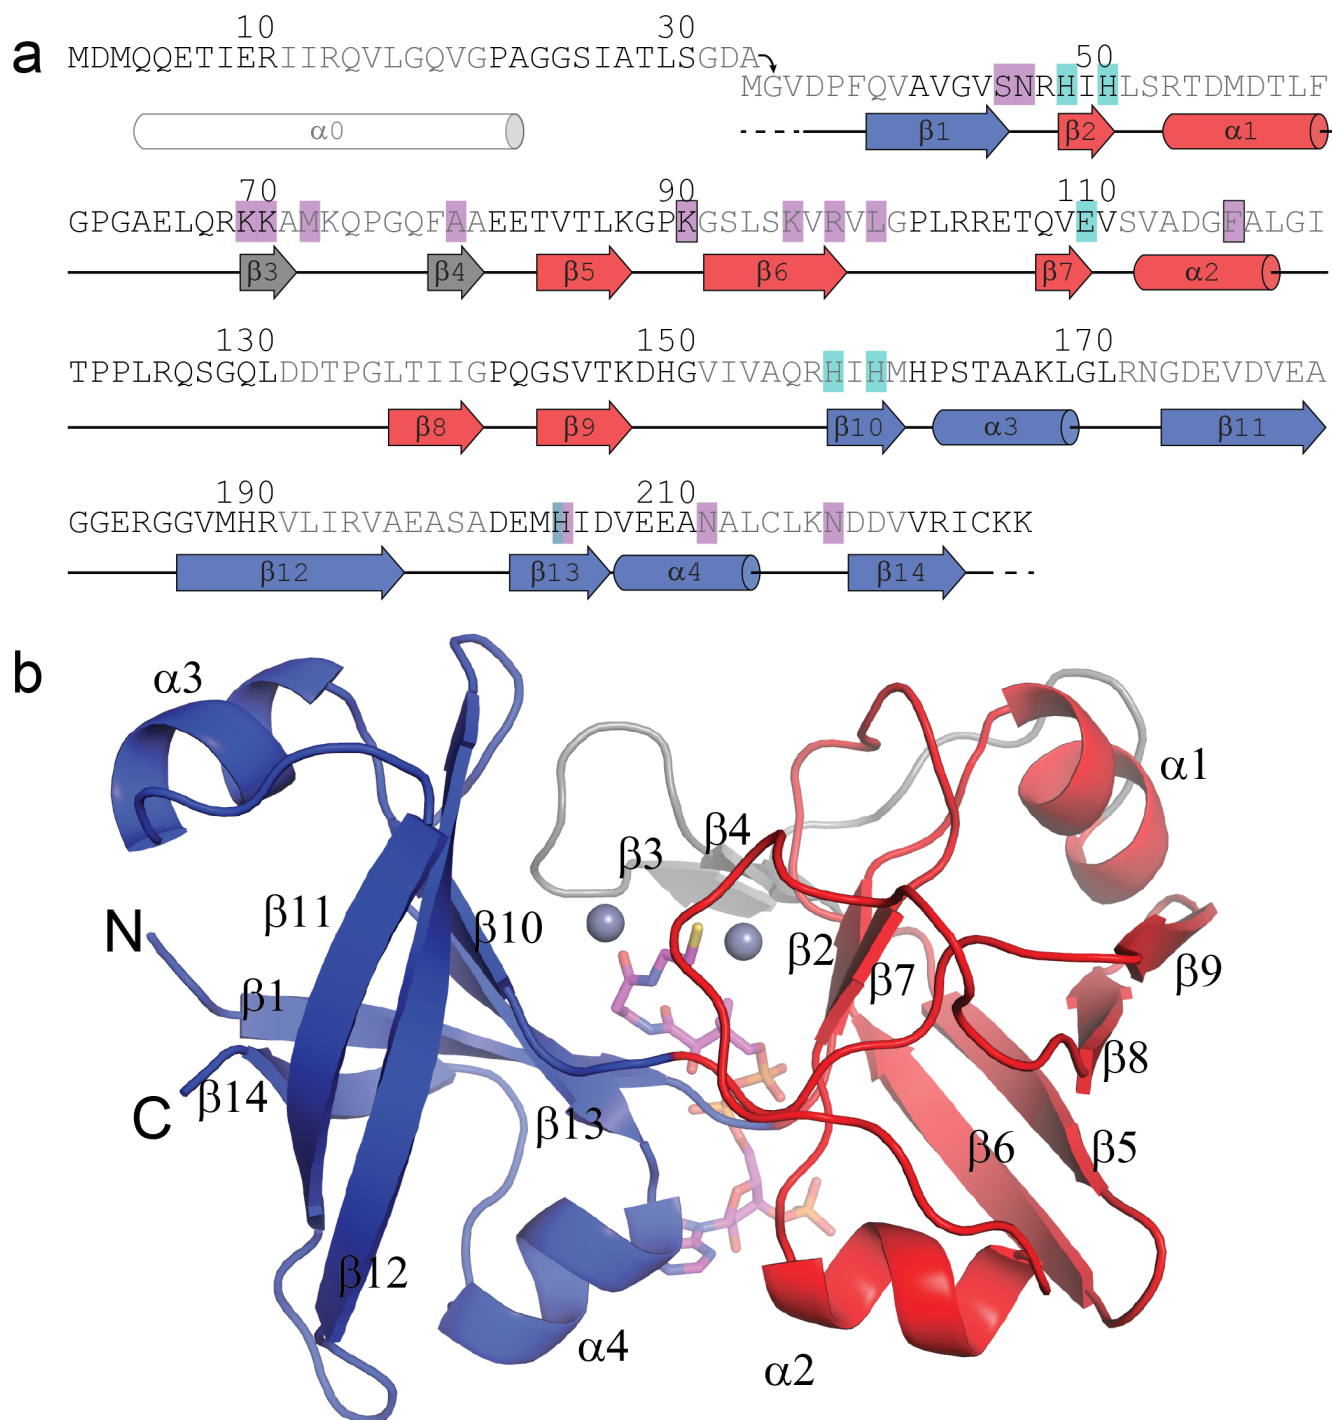 a
10 30
MDMQQETIERIIRQVLGQVGPAGGSIATLSGDA
50
MGVDPFQVAVGVSNRHIHLSRTDMDTLF
α0 β1 β2 α1
70 90 110
GPGAELQRKKAMKQPGQFAAEETVTLKGPKGSLSKVRVLGPLRRETQVEVSVADGFALGI
β3 β4 β5 β6 β7 α2
130 150 170
TPPLRQSGQLDDTPGLTIIGPQGSVTKDHGVIVAQRHIHMHPSTAAKLGLRNGDEVDVEA
β8 β9 β10 α3 β11
190 210
GGERGGVMHRVLIRVAEASADEMHIDVEEANALCLKNDDVVRICKK
β12 β13 α4 β14
b
α3
α1
β4
β3
β11
β10
N
β2
β7
β9
β1
β8
β14
C
β13
β6
β5
β12
α4
α2